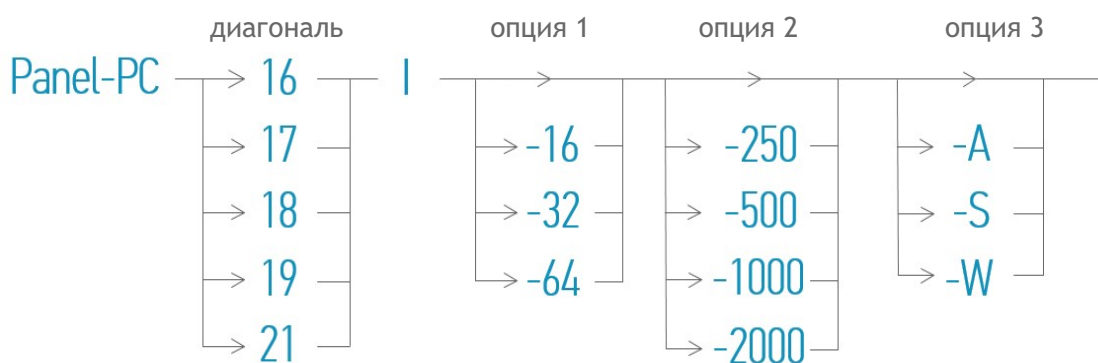 диагональ опция 1 опция 2 опция 3
Panel-PC 16 I
17 -16 -250 -A
18 -32 -500 -S
19 -64 -1000 -W
21 -2000